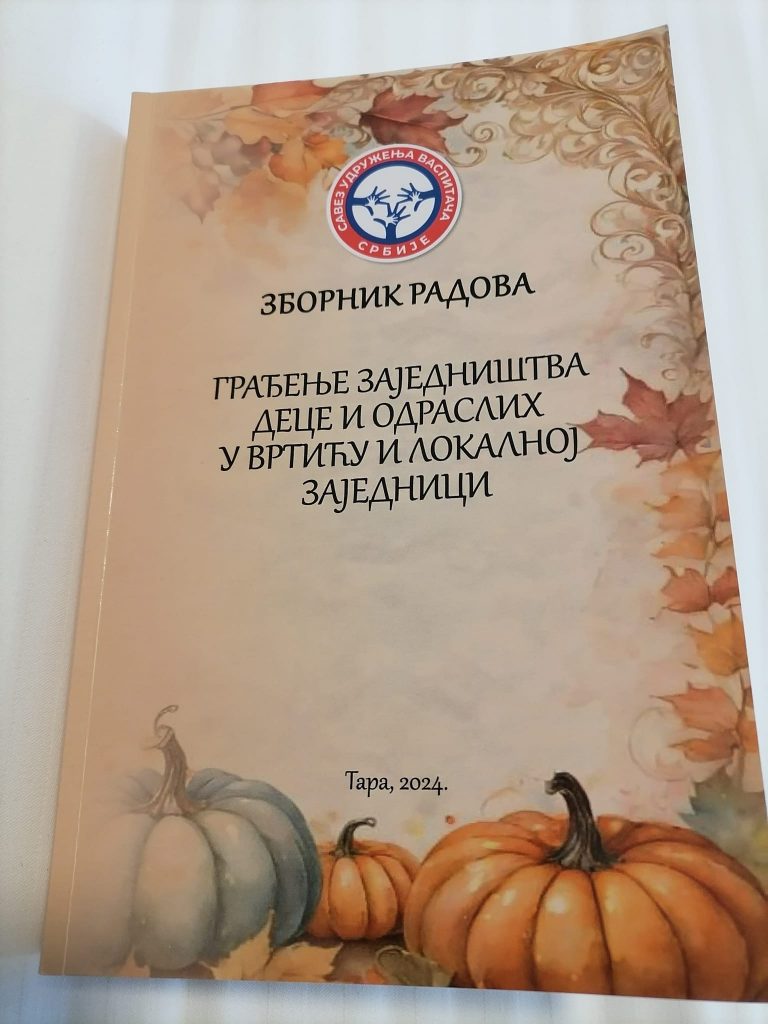 САВЕЗ УДРУЖЕЊА ВАСПИТАЧА
СРБИЈЕ
ЗБОРНИК РАДОВА
ГРАЂЕЊЕ ЗАЈЕДНИШТВА
ДЕЦЕ И ОДРАСЛИХ
У ВРТИЋУ И ЛОКАЛНОЈ
ЗАЈЕДНИЦИ
Тара, 2024.